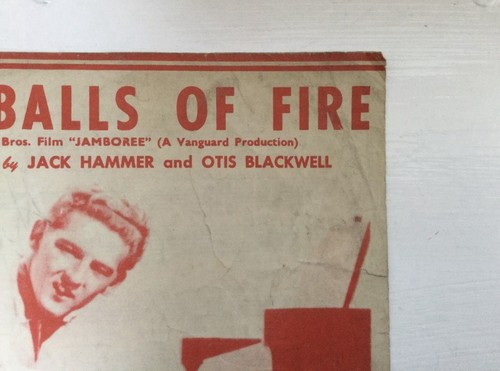 BALLS OF FIRE
Bros. Film "JAMBOREE" (A Vanguard Production)
by JACK HAMMER and OTIS BLACKWELL